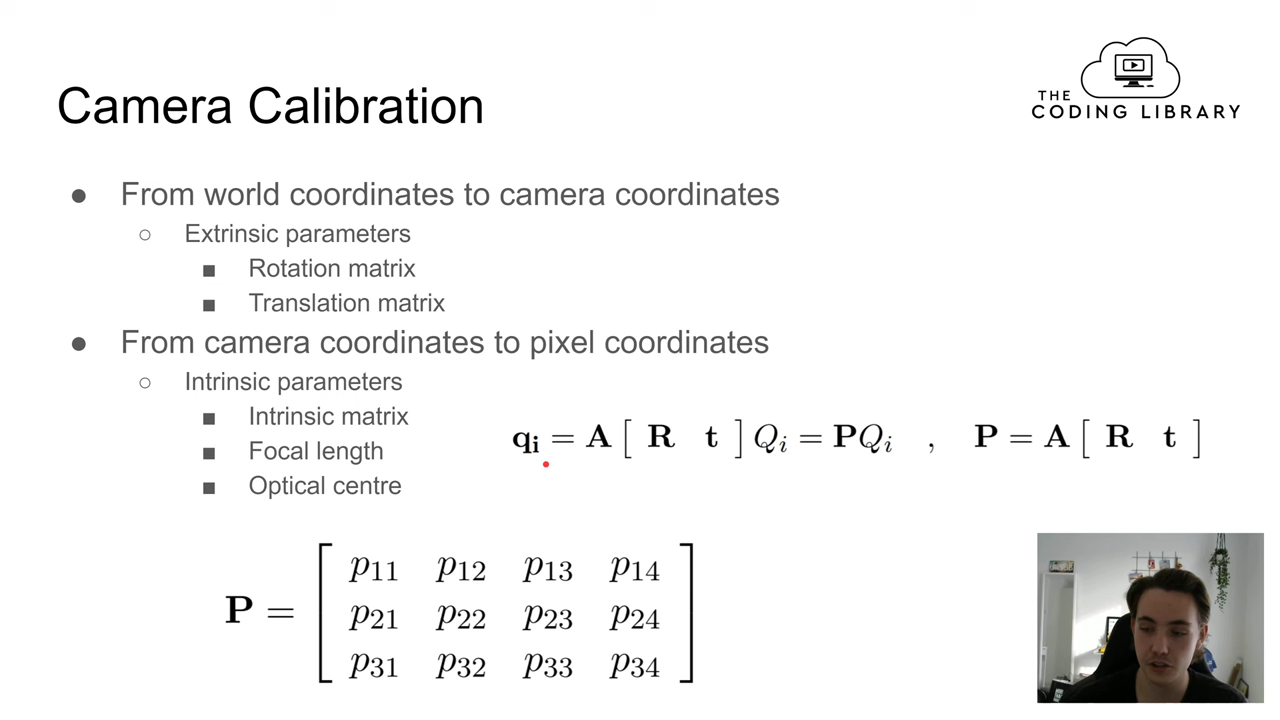 THE
CODING LIBRARY
Camera Calibration
● From world coordinates to camera coordinates
○ Extrinsic parameters
■ Rotation matrix
■ Translation matrix
● From camera coordinates to pixel coordinates
○ Intrinsic parameters
■ Intrinsic matrix
■ Focal length
■ Optical centre
qᵢ = A [ R t ] Qᵢ = PQᵢ , P = A [ R t ]
p₁₁ p₁₂ p₁₃ p₁₄
P = [ p₂₁ p₂₂ p₂₃ p₂₄ ]
p₃₁ p₃₂ p₃₃ p₃₄